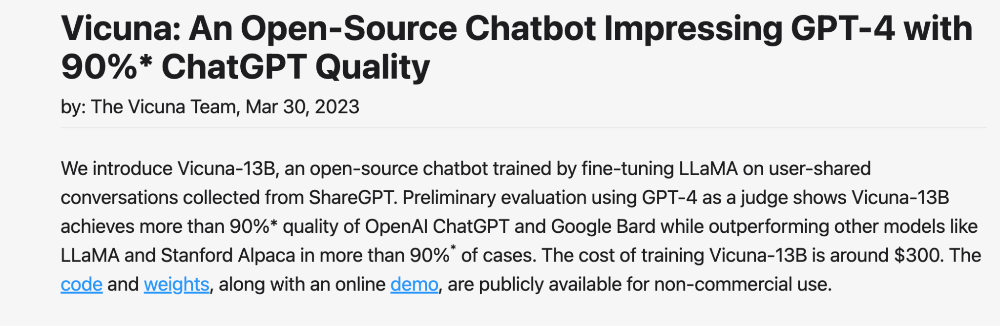 Vicuna: An Open-Source Chatbot Impressing GPT-4 with
90%* ChatGPT Quality
by: The Vicuna Team, Mar 30, 2023
We introduce Vicuna-13B, an open-source chatbot trained by fine-tuning LLaMA on user-shared
conversations collected from ShareGPT. Preliminary evaluation using GPT-4 as a judge shows Vicuna-13B
achieves more than 90%* quality of OpenAI ChatGPT and Google Bard while outperforming other models like
LLaMA and Stanford Alpaca in more than 90%* of cases. The cost of training Vicuna-13B is around $300. The
code and weights, along with an online demo, are publicly available for non-commercial use.